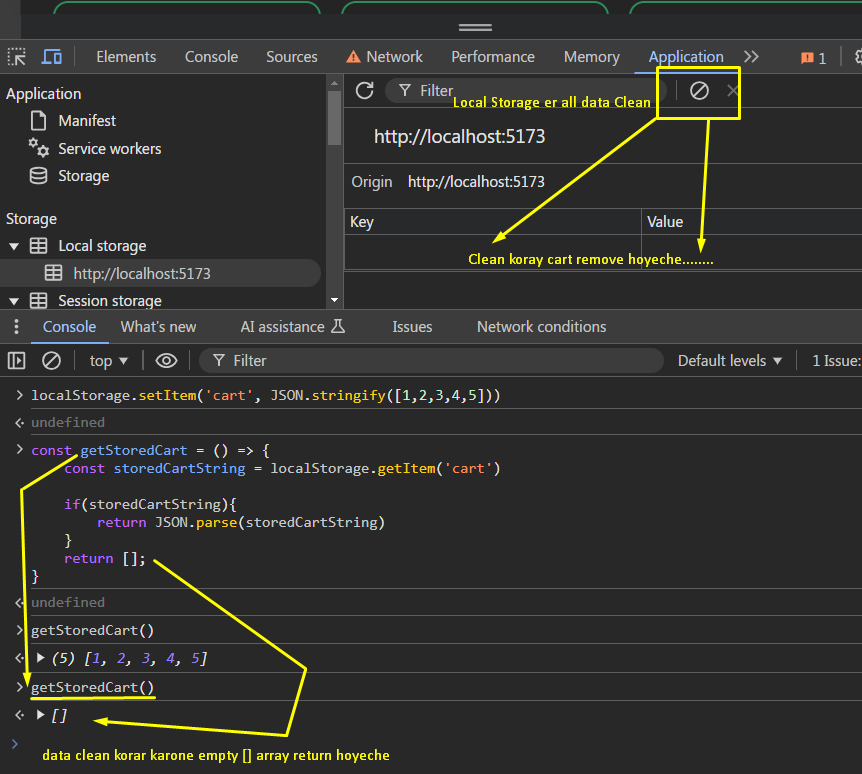 Elements Console Sources Network Performance Memory Application 1
Application
Manifest
Service workers
Storage
Storage
Local storage
http://localhost:5173
Session storage
Filter
Local Storage er all data Clean
http://localhost:5173
Origin http://localhost:5173
Key Value
Clean koray cart remove hoyeche........
Console What's new AI assistance Issues Network conditions
top Filter Default levels 1 Issue:
localStorage.setItem('cart', JSON.stringify([1,2,3,4,5]))
undefined
const getStoredCart = () => {
const storedCartString = localStorage.getItem('cart')
if(storedCartString){
return JSON.parse(storedCartString)
}
return [];
}
undefined
getStoredCart()
(5) [1, 2, 3, 4, 5]
getStoredCart()
[]
data clean korar karone empty [] array return hoyeche